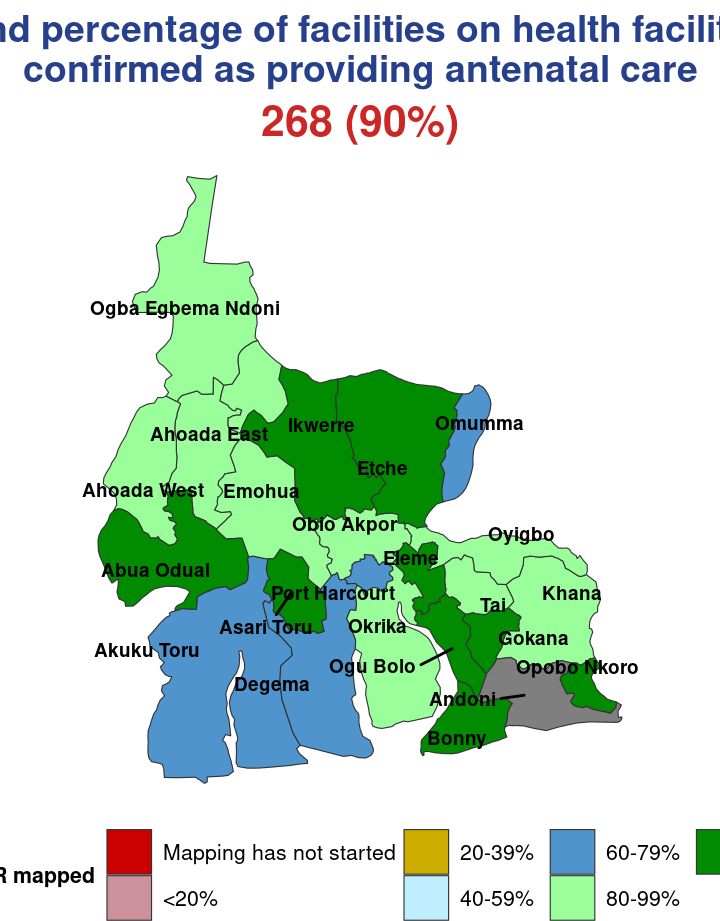 nd percentage of facilities on health facilit
confirmed as providing antenatal care
268 (90%)
Ogba Egbema Ndoni
Omumma
Ikwerre
Ahoada East
Etche
Ahoada West
Emohua
Obio Akpor
Oyigbo
Eleme
Abua Odual
Port Harcourt
Khana
Tai
Asari Toru
Okrika
Gokana
Akuku Toru
Ogu Bolo
Opobo Nkoro
Degema
Andoni
Bonny
R mapped
Mapping has not started
20-39%
60-79%
<20%
40-59%
80-99%